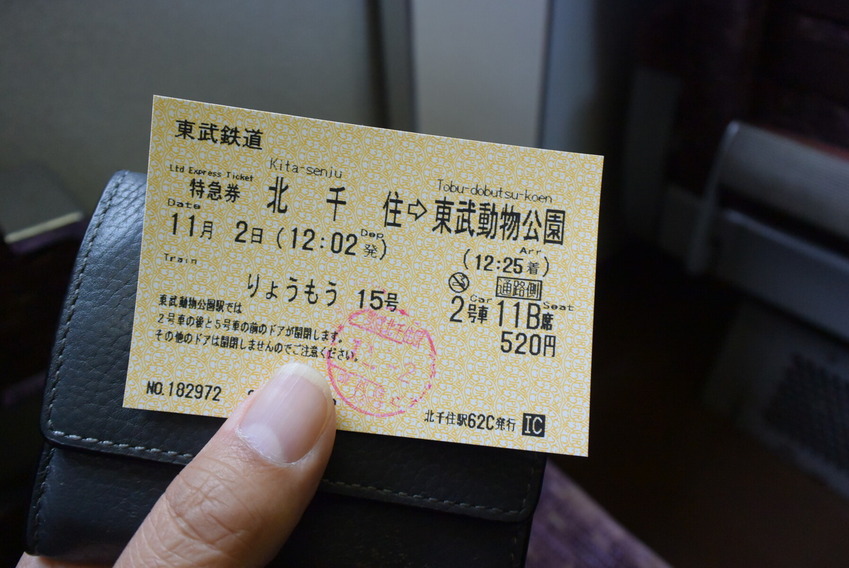 東武鉄道
Ltd Express Ticket Kita-senju Tobu-dobutsu-koen
特急券 北千住⇨東武動物公園
Date Dep Arr
11月 2日 (12:02発) (12:25着)
Train 通路側
Car Seat
りょうもう 15号 2号車 11B席
520円
東武動物公園駅では
2号車の後と5号車の前のドアが開閉します。
その他のドアは開閉しませんのでご注意ください。
NO.182972
北千住駅62C発行 IC